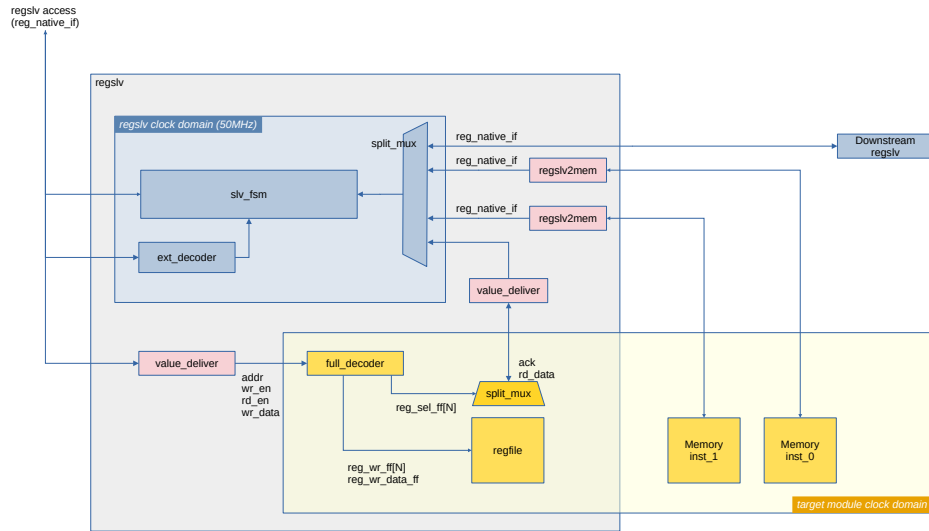 regslv access
(reg_native_if)
regslv
regslv clock domain (50MHz)
split_mux
reg_native_if
Downstream
regslv
reg_native_if
regslv2mem
slv_fsm
reg_native_if
regslv2mem
ext_decoder
value_deliver
value_deliver
full_decoder
ack
rd_data
addr
wr_en
rd_en
wr_data
split_mux
reg_sel_ff[N]
regfile
Memory
inst_1
Memory
inst_0
reg_wr_ff[N]
reg_wr_data_ff
target module clock domain